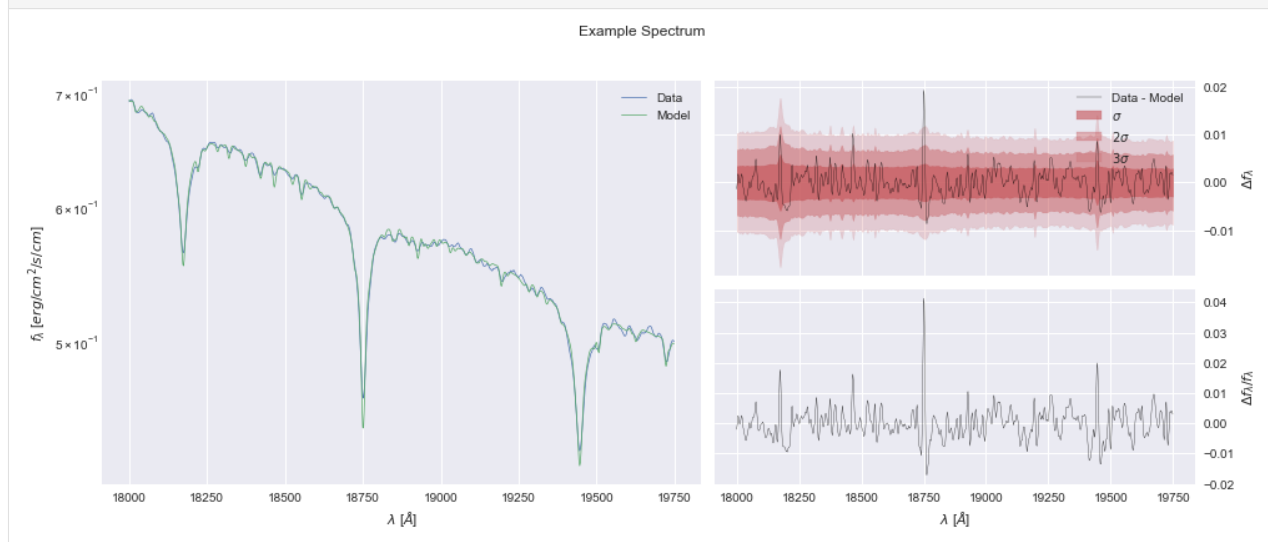 Example Spectrum
7 × 10⁻¹
6 × 10⁻¹
5 × 10⁻¹
f_λ [erg/cm²/s/cm]
Data
Model
18000 18250 18500 18750 19000 19250 19500 19750
λ [Å]
Data - Model
σ
2σ
3σ
0.02
0.01
0.00
−0.01
Δf_λ
0.04
0.03
0.02
0.01
0.00
−0.01
−0.02
Δf_λ/f_λ
18000 18250 18500 18750 19000 19250 19500 19750
λ [Å]